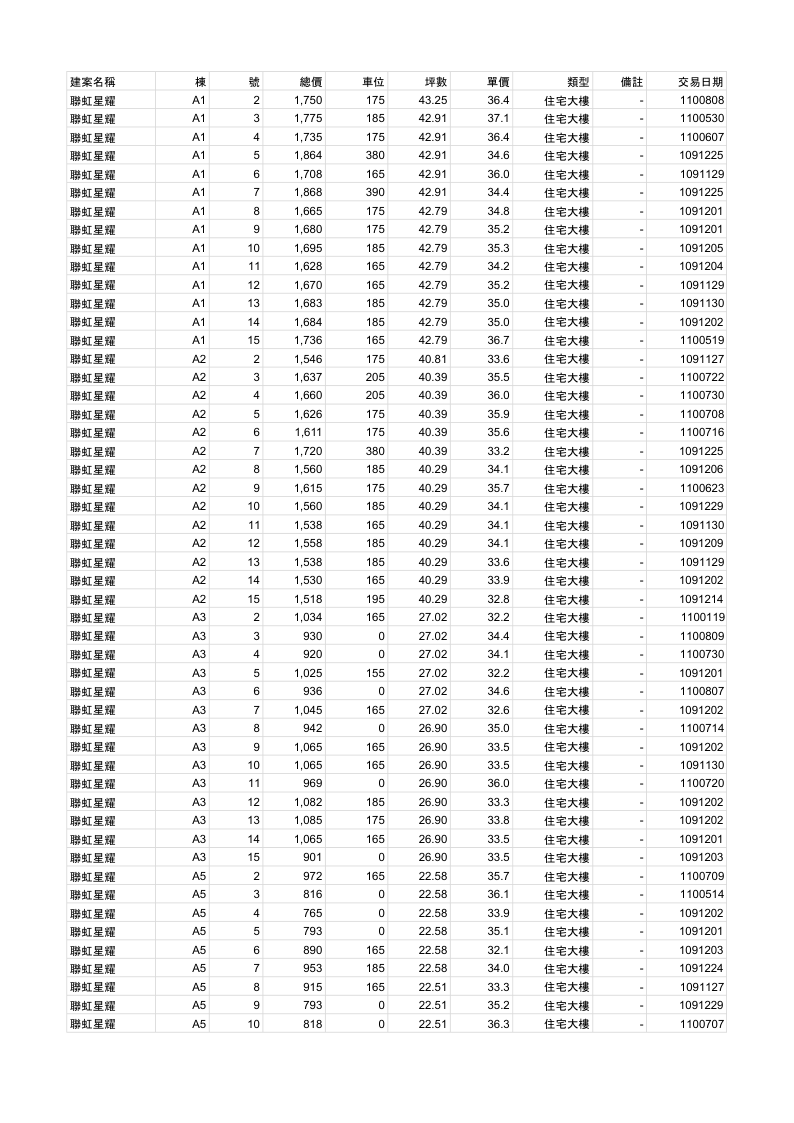 建案名稱 棟 號 總價 車位 坪數 單價 類型 備註 交易日期
聯虹星耀 A1 2 1,750 175 43.25 36.4 住宅大樓 - 1100808
聯虹星耀 A1 3 1,775 185 42.91 37.1 住宅大樓 - 1100530
聯虹星耀 A1 4 1,735 175 42.91 36.4 住宅大樓 - 1100607
聯虹星耀 A1 5 1,864 380 42.91 34.6 住宅大樓 - 1091225
聯虹星耀 A1 6 1,708 165 42.91 36.0 住宅大樓 - 1091129
聯虹星耀 A1 7 1,868 390 42.91 34.4 住宅大樓 - 1091225
聯虹星耀 A1 8 1,665 175 42.79 34.8 住宅大樓 - 1091201
聯虹星耀 A1 9 1,680 175 42.79 35.2 住宅大樓 - 1091201
聯虹星耀 A1 10 1,695 185 42.79 35.3 住宅大樓 - 1091205
聯虹星耀 A1 11 1,628 165 42.79 34.2 住宅大樓 - 1091204
聯虹星耀 A1 12 1,670 165 42.79 35.2 住宅大樓 - 1091129
聯虹星耀 A1 13 1,683 185 42.79 35.0 住宅大樓 - 1091130
聯虹星耀 A1 14 1,684 185 42.79 35.0 住宅大樓 - 1091202
聯虹星耀 A1 15 1,736 165 42.79 36.7 住宅大樓 - 1100519
聯虹星耀 A2 2 1,546 175 40.81 33.6 住宅大樓 - 1091127
聯虹星耀 A2 3 1,637 205 40.39 35.5 住宅大樓 - 1100722
聯虹星耀 A2 4 1,660 205 40.39 36.0 住宅大樓 - 1100730
聯虹星耀 A2 5 1,626 175 40.39 35.9 住宅大樓 - 1100708
聯虹星耀 A2 6 1,611 175 40.39 35.6 住宅大樓 - 1100716
聯虹星耀 A2 7 1,720 380 40.39 33.2 住宅大樓 - 1091225
聯虹星耀 A2 8 1,560 185 40.29 34.1 住宅大樓 - 1091206
聯虹星耀 A2 9 1,615 175 40.29 35.7 住宅大樓 - 1100623
聯虹星耀 A2 10 1,560 185 40.29 34.1 住宅大樓 - 1091229
聯虹星耀 A2 11 1,538 165 40.29 34.1 住宅大樓 - 1091130
聯虹星耀 A2 12 1,558 185 40.29 34.1 住宅大樓 - 1091209
聯虹星耀 A2 13 1,538 185 40.29 33.6 住宅大樓 - 1091129
聯虹星耀 A2 14 1,530 165 40.29 33.9 住宅大樓 - 1091202
聯虹星耀 A2 15 1,518 195 40.29 32.8 住宅大樓 - 1091214
聯虹星耀 A3 2 1,034 165 27.02 32.2 住宅大樓 - 1100119
聯虹星耀 A3 3 930 0 27.02 34.4 住宅大樓 - 1100809
聯虹星耀 A3 4 920 0 27.02 34.1 住宅大樓 - 1100730
聯虹星耀 A3 5 1,025 155 27.02 32.2 住宅大樓 - 1091201
聯虹星耀 A3 6 936 0 27.02 34.6 住宅大樓 - 1100807
聯虹星耀 A3 7 1,045 165 27.02 32.6 住宅大樓 - 1091202
聯虹星耀 A3 8 942 0 26.90 35.0 住宅大樓 - 1100714
聯虹星耀 A3 9 1,065 165 26.90 33.5 住宅大樓 - 1091202
聯虹星耀 A3 10 1,065 165 26.90 33.5 住宅大樓 - 1091130
聯虹星耀 A3 11 969 0 26.90 36.0 住宅大樓 - 1100720
聯虹星耀 A3 12 1,082 185 26.90 33.3 住宅大樓 - 1091202
聯虹星耀 A3 13 1,085 175 26.90 33.8 住宅大樓 - 1091202
聯虹星耀 A3 14 1,065 165 26.90 33.5 住宅大樓 - 1091201
聯虹星耀 A3 15 901 0 26.90 33.5 住宅大樓 - 1091203
聯虹星耀 A5 2 972 165 22.58 35.7 住宅大樓 - 1100709
聯虹星耀 A5 3 816 0 22.58 36.1 住宅大樓 - 1100514
聯虹星耀 A5 4 765 0 22.58 33.9 住宅大樓 - 1091202
聯虹星耀 A5 5 793 0 22.58 35.1 住宅大樓 - 1091201
聯虹星耀 A5 6 890 165 22.58 32.1 住宅大樓 - 1091203
聯虹星耀 A5 7 953 185 22.58 34.0 住宅大樓 - 1091224
聯虹星耀 A5 8 915 165 22.51 33.3 住宅大樓 - 1091127
聯虹星耀 A5 9 793 0 22.51 35.2 住宅大樓 - 1091229
聯虹星耀 A5 10 818 0 22.51 36.3 住宅大樓 - 1100707